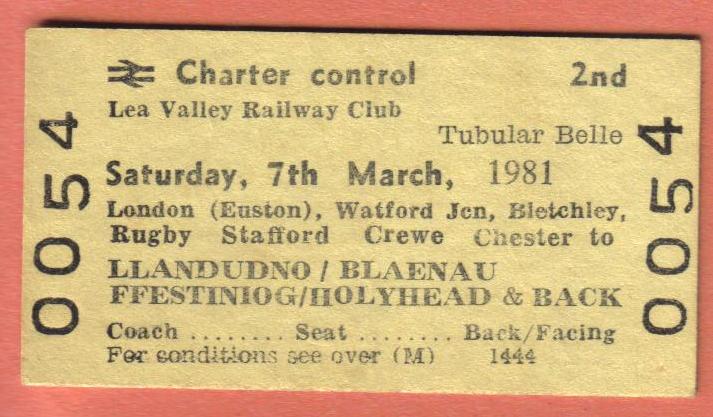 Charter control 2nd
Lea Valley Railway Club
Tubular Belle
Saturday, 7th March, 1981
London (Euston), Watford Jcn, Bletchley,
Rugby Stafford Crewe Chester to
LLANDUDNO / BLAENAU
FFESTINIOG/HOLYHEAD & BACK
Coach ........ Seat ........ Back/Facing
For conditions see over (M) 1444
0054
0054